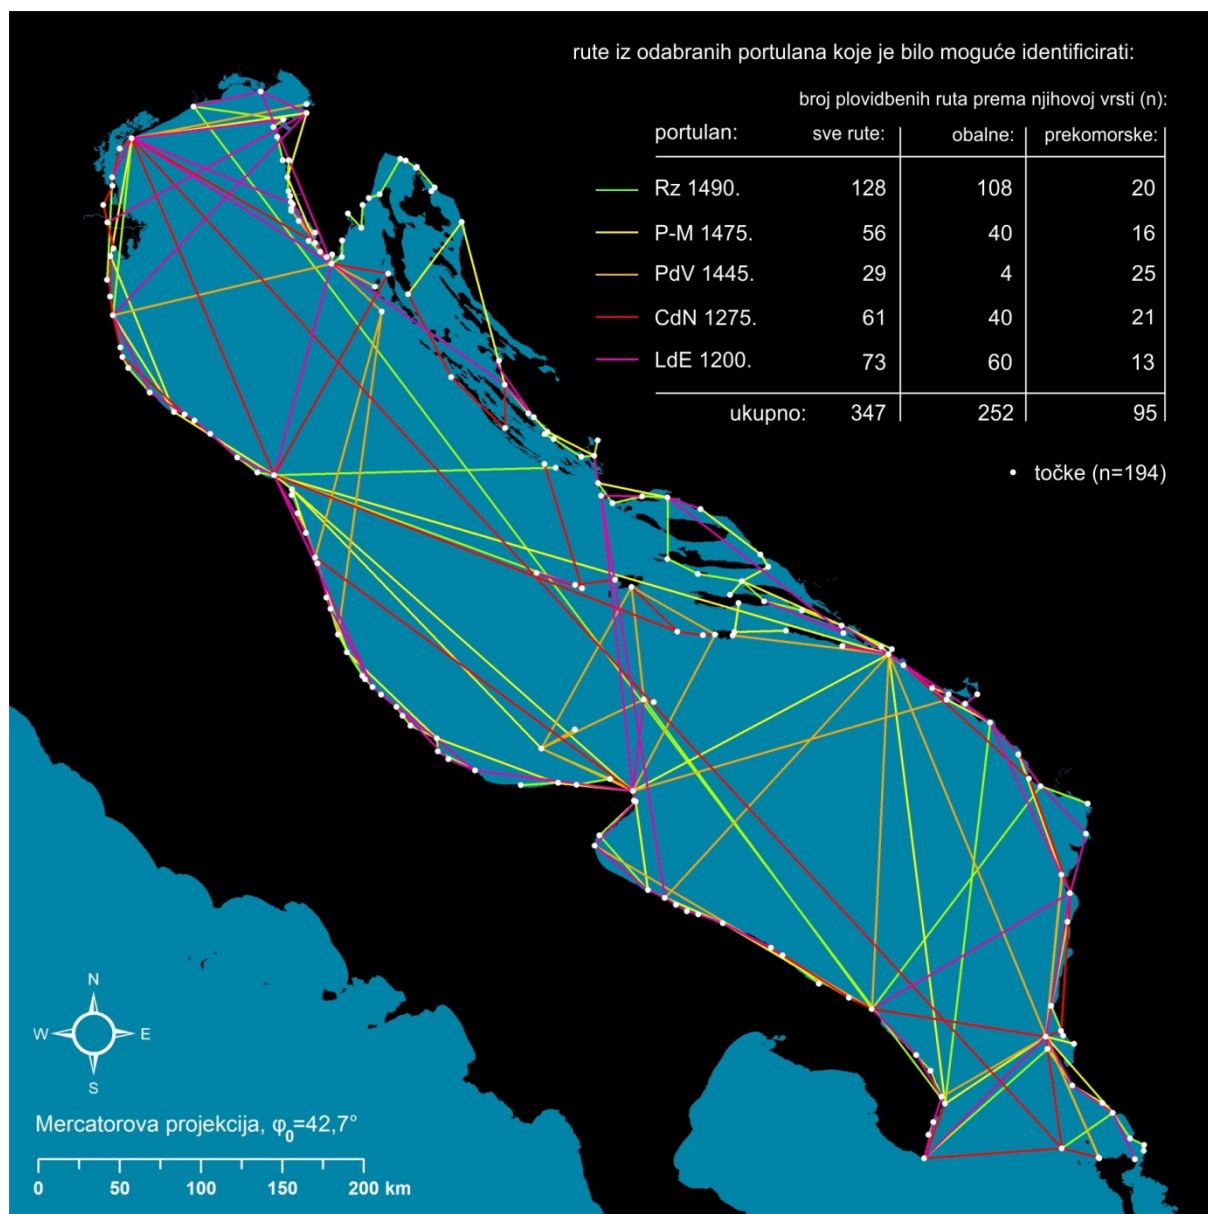 rute iz odabranih portulana koje je bilo moguće identificirati:
broj plovidbenih ruta prema njihovoj vrsti (n):
portulan: sve rute: obalne: prekomorske:
Rz 1490. 128 108 20
P-M 1475. 56 40 16
PdV 1445. 29 4 25
CdN 1275. 61 40 21
LdE 1200. 73 60 13
ukupno: 347 252 95
točke (n=194)
N
W E
S
Mercatorova projekcija, φ₀=42,7°
0 50 100 150 200 km